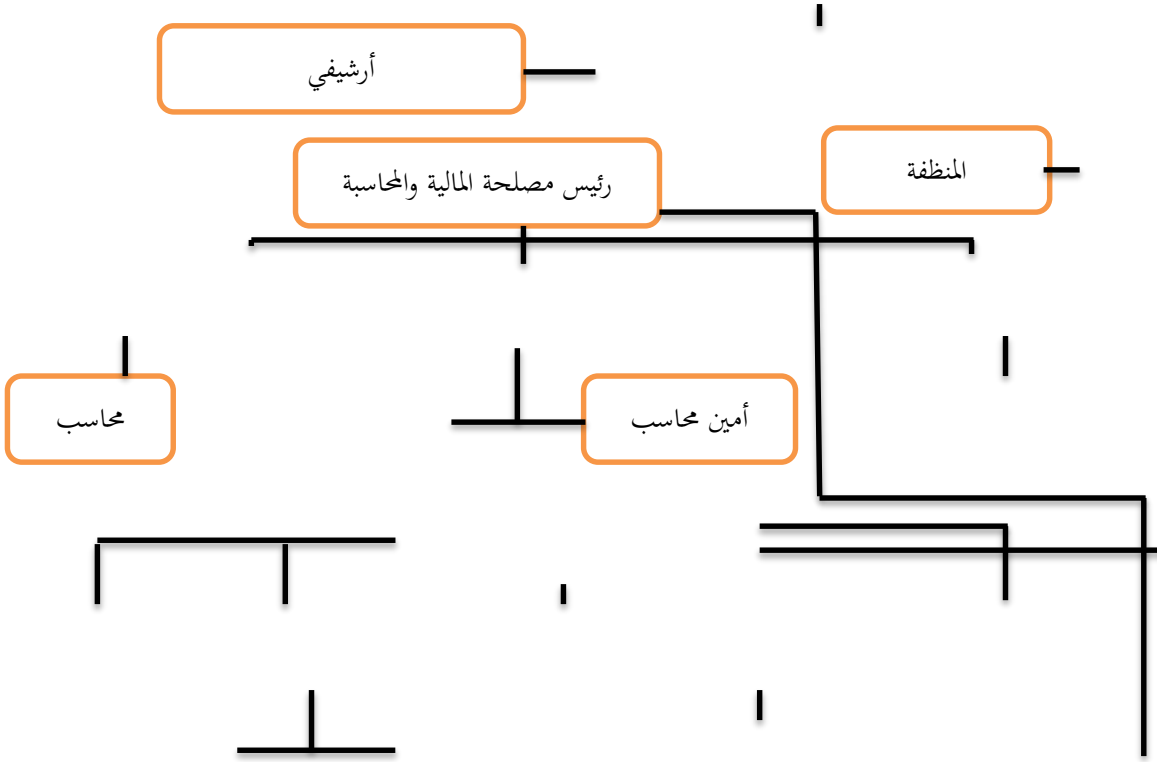 أرشيفي
المنظفة
رئيس مصلحة المالية والمحاسبة
أمين محاسب
محاسب